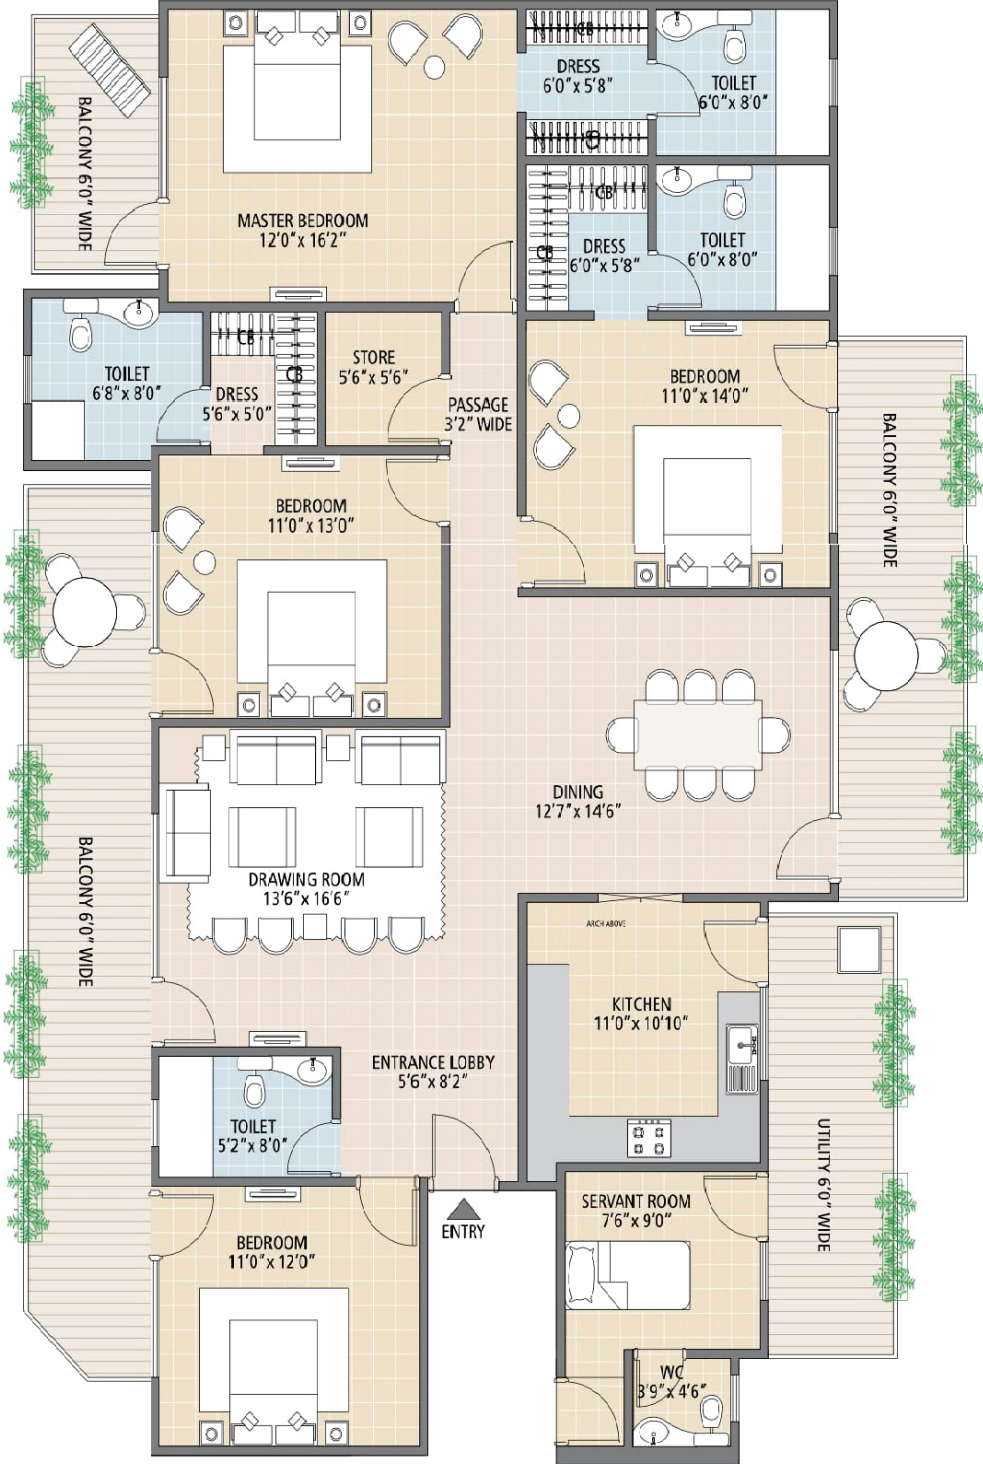 CB
DRESS
6'0" x 5'8"
TOILET
6'0" x 8'0"
BALCONY 6'0" WIDE
MASTER BEDROOM
12'0" x 16'2"
CB
CB
DRESS
6'0" x 5'8"
TOILET
6'0" x 8'0"
TOILET
6'8" x 8'0"
CB
CB
DRESS
5'6" x 5'0"
STORE
5'6" x 5'6"
PASSAGE
3'2" WIDE
BEDROOM
11'0" x 14'0"
BALCONY 6'0" WIDE
BEDROOM
11'0" x 13'0"
DINING
12'7" x 14'6"
DRAWING ROOM
13'6" x 16'6"
BALCONY 6'0" WIDE
ARCH ABOVE
KITCHEN
11'0" x 10'10"
ENTRANCE LOBBY
5'6" x 8'2"
TOILET
5'2" x 8'0"
UTILITY 6'0" WIDE
SERVANT ROOM
7'6" x 9'0"
ENTRY
BEDROOM
11'0" x 12'0"
WC
3'9" x 4'6"